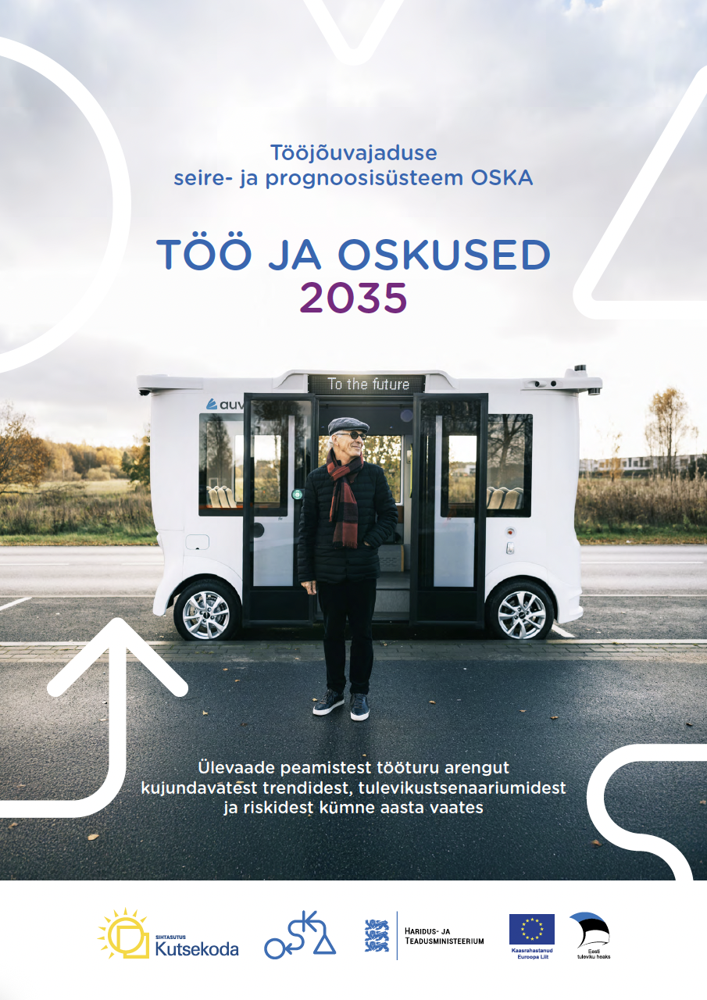 Tööjõuvajaduse
seire- ja prognoosisüsteem OSKA
TÖÖ JA OSKUSED
2035
To the future
auv
Ülevaade peamistest tööturu arengut
kujundavatest trendidest, tulevikustsenaariumidest
ja riskidest kümne aasta vaates
SIHTASUTUS
Kutsekoda
OSKA
HARIDUS- JA
TEADUSMINISTEERIUM
Kaasrahastanud
Euroopa Liit
Eesti
tuleviku heaks